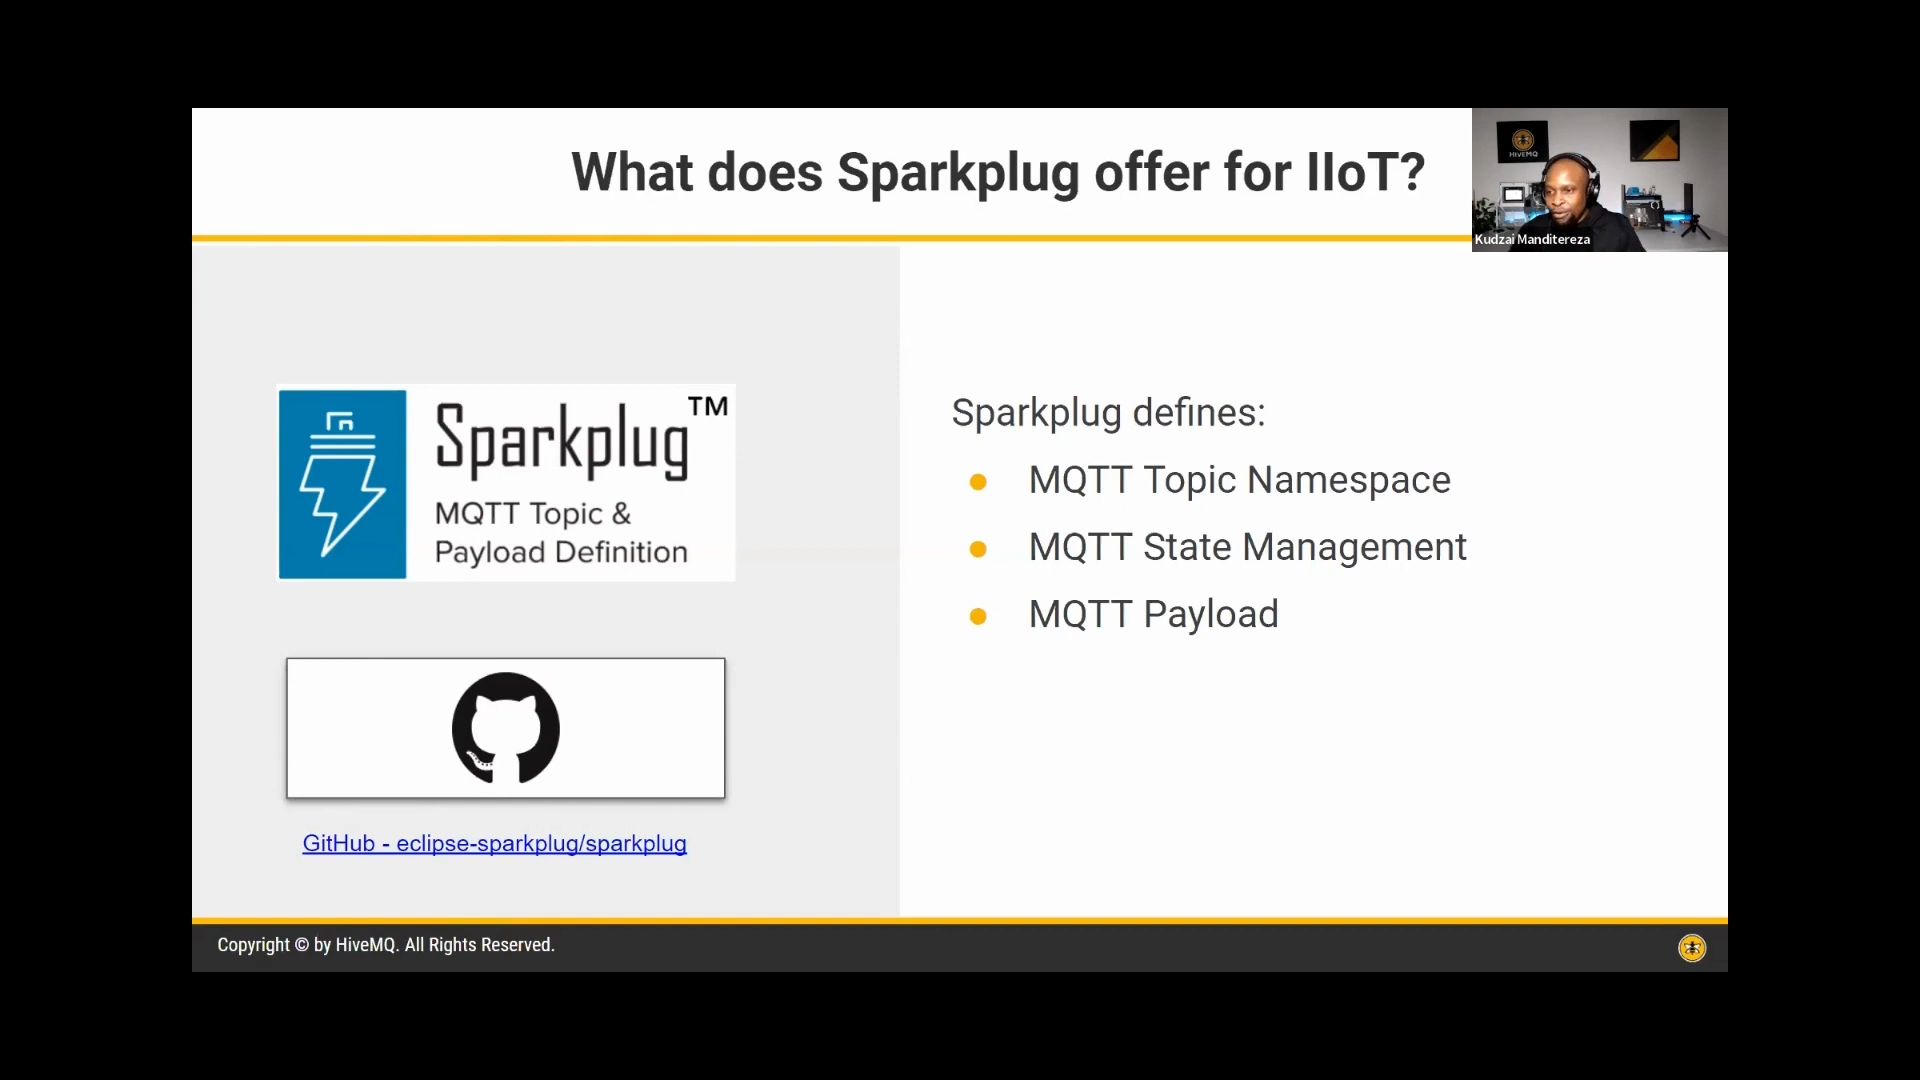 What does Sparkplug offer for IIoT?
HIVEMQ
Kudzai Manditereza
Sparkplug™
MQTT Topic &
Payload Definition
GitHub - eclipse-sparkplug/sparkplug
Sparkplug defines:
● MQTT Topic Namespace
● MQTT State Management
● MQTT Payload
Copyright © by HiveMQ. All Rights Reserved.